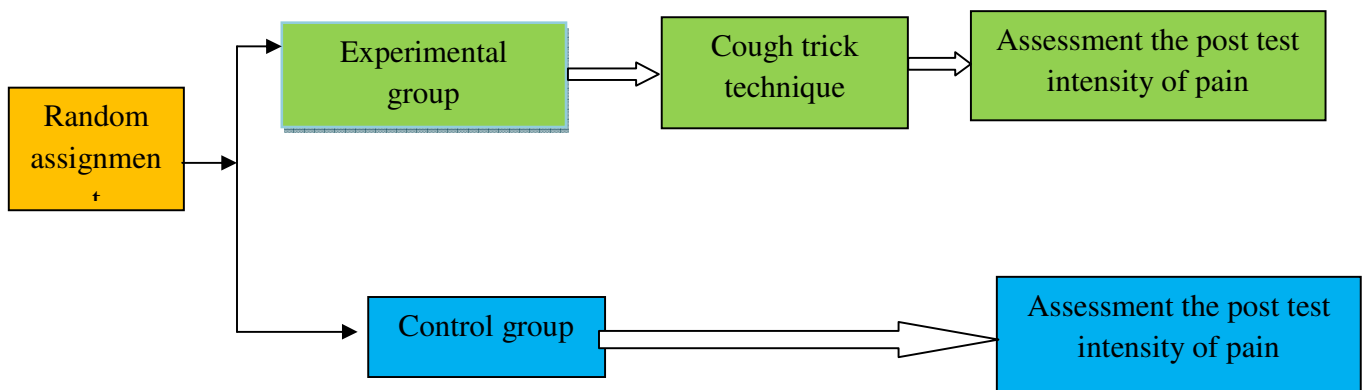 Random
assignmen
t
Experimental
group
Cough trick
technique
Assessment the post test
intensity of pain
Control group
Assessment the post test
intensity of pain